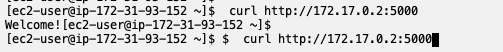 [ec2-user@ip-172-31-93-152 ~]$  curl http://172.17.0.2:5000
Welcome![ec2-user@ip-172-31-93-152 ~]$
[ec2-user@ip-172-31-93-152 ~]$ $  curl http://172.17.0.2:5000